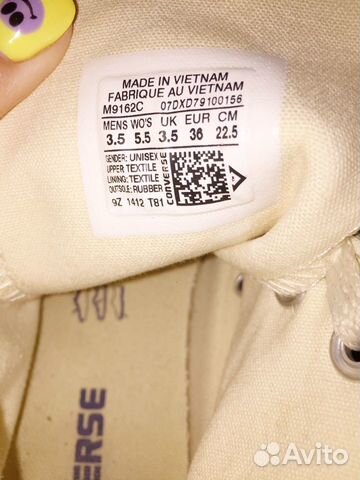 MADE IN VIETNAM
FABRIQUE AU VIETNAM
M9162C 07DXD79100156
MENS WO'S UK EUR CM
3.5 5.5 3.5 36 22.5
GENDER: UNISEX
UPPER: TEXTILE
LINING: TEXTILE
OUTSOLE: RUBBER
9Z 1412 T81
CONVERSE
ERSE
Avito